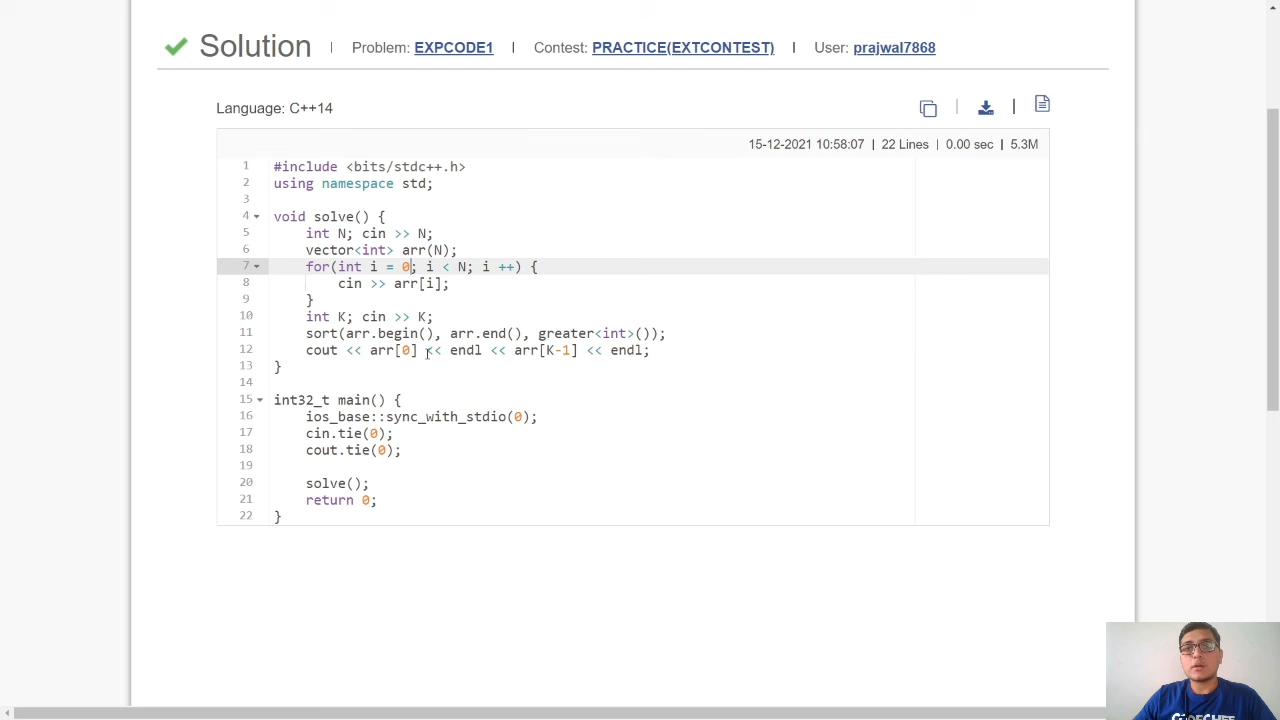 Solution | Problem: EXPCODE1 | Contest: PRACTICE(EXTCONTEST) | User: prajwal7868
Language: C++14
15-12-2021 10:58:07 | 22 Lines | 0.00 sec | 5.3M
1 #include <bits/stdc++.h>
2 using namespace std;
3
4 void solve() {
5 int N; cin >> N;
6 vector<int> arr(N);
7 for(int i = 0; i < N; i ++) {
8 cin >> arr[i];
9 }
10 int K; cin >> K;
11 sort(arr.begin(), arr.end(), greater<int>());
12 cout << arr[0] << endl << arr[K-1] << endl;
13 }
14
15 int32_t main() {
16 ios_base::sync_with_stdio(0);
17 cin.tie(0);
18 cout.tie(0);
19
20 solve();
21 return 0;
22 }